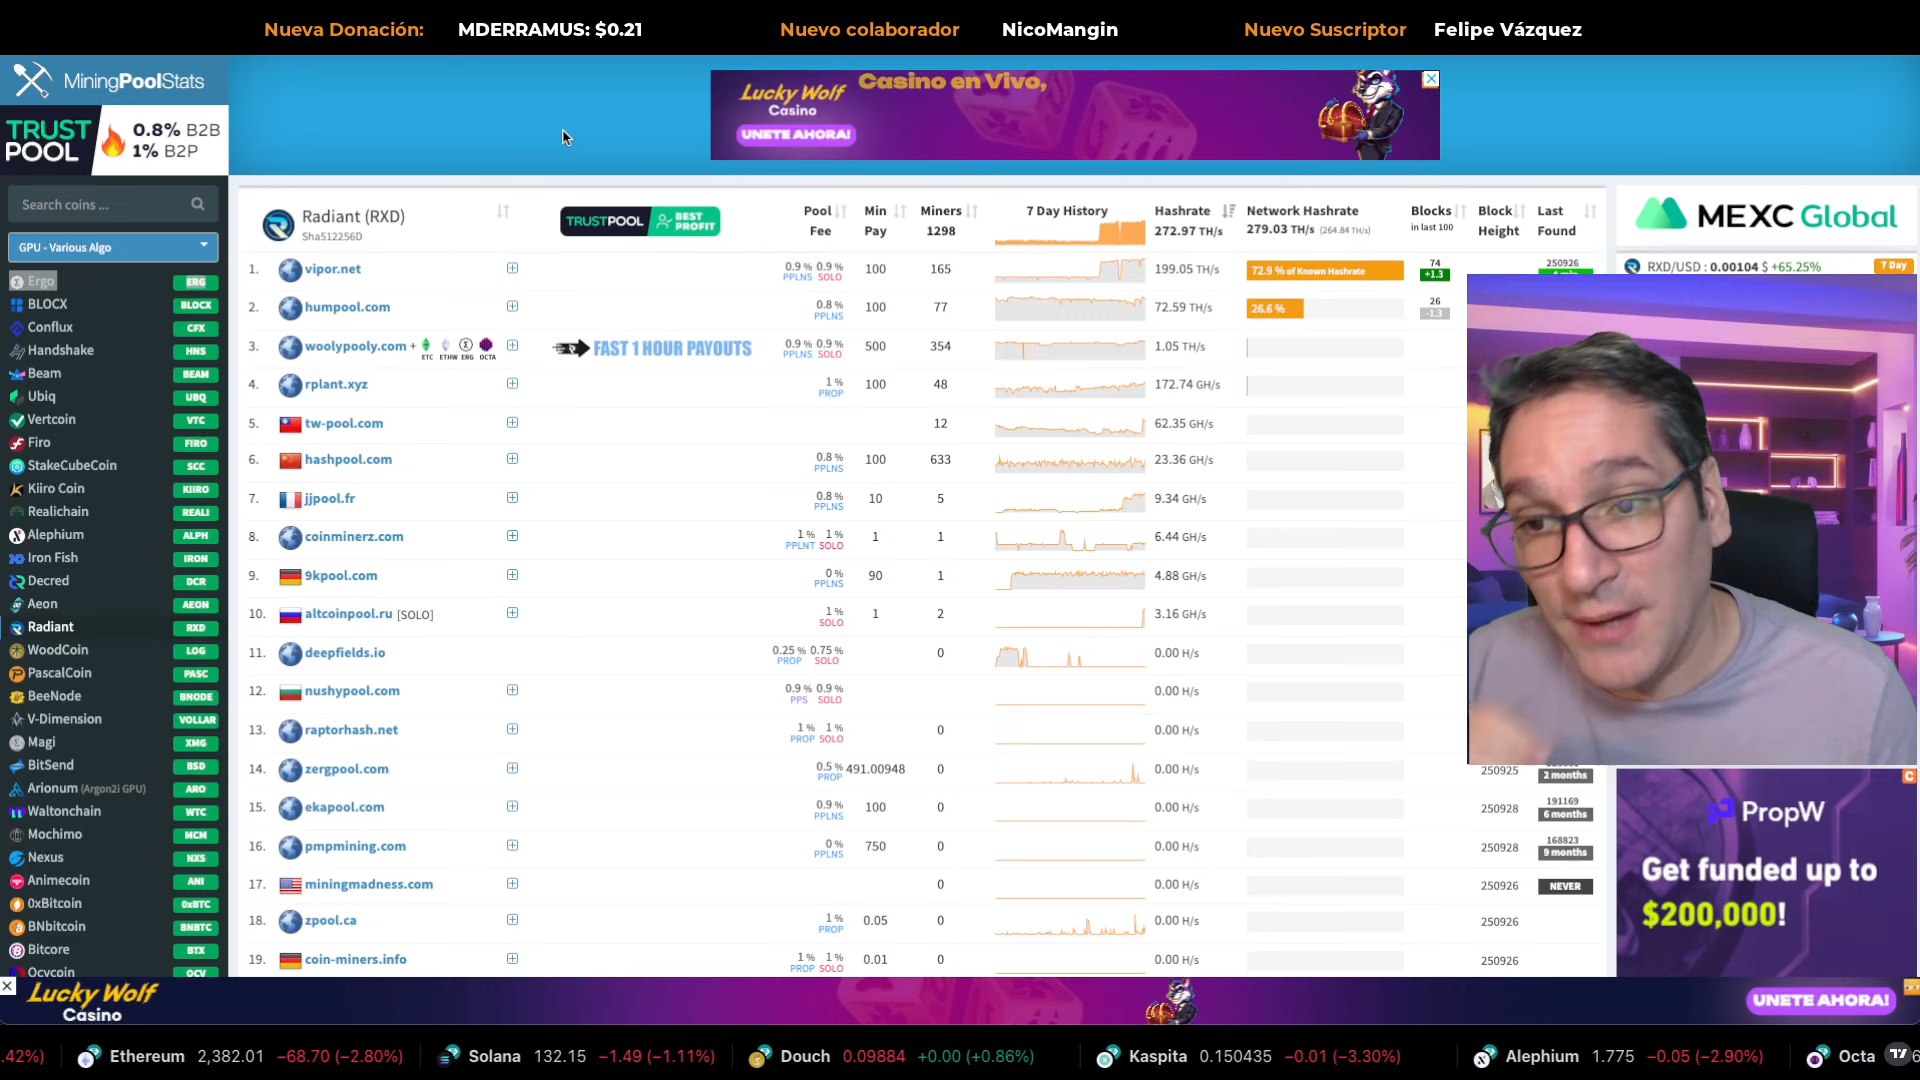 Nueva Donación: MDERRAMUS: $0.21 Nuevo colaborador NicoMangin Nuevo Suscriptor Felipe Vázquez
MiningPoolStats
Casino en Vivo,
Lucky Wolf
Casino
UNETE AHORA!
TRUST POOL
0.8% B2B
1% B2P
Search coins ...
GPU - Various Algo
Ergo ERG
BLOCX BLOCX
Conflux CFX
Handshake HNS
Beam BEAM
Ubiq UBQ
Vertcoin VTC
Firo FIRO
StakeCubeCoin SCC
Kiiro Coin KIIRO
Realichain REALI
Alephium ALPH
Iron Fish IRON
Decred DCR
Aeon AEON
Radiant RXD
WoodCoin LOG
PascalCoin PASC
BeeNode BNODE
V-Dimension VOLLAR
Magi XMG
BitSend BSD
Arionum (Argon2i GPU) ARO
Waltonchain WTC
Mochimo MCM
Nexus NXS
Animecoin ANI
0xBitcoin 0xBTC
BNbitcoin BNBTC
Bitcore BTX
Ocvcoin OCV
Radiant (RXD)
Sha512256D
TRUSTPOOL BEST PROFIT
Pool Fee
Min Pay
Miners 1298
7 Day History
Hashrate 272.97 TH/s
Network Hashrate 279.03 TH/s (264.84 TH/s)
Blocks in last 100
Block Height
Last Found
1. vipor.net 0.9 % PPLNS 0.9 % SOLO 100 165 199.05 TH/s 72.9 % of Known Hashrate 74 +1.3 250926
2. humpool.com 0.8 % PPLNS 100 77 72.59 TH/s 26.6 % 26 -1.3
3. woolypooly.com + ETC ETHW ERG OCTA FAST 1 HOUR PAYOUTS 0.9 % PPLNS 0.9 % SOLO 500 354 1.05 TH/s
4. rplant.xyz 1 % PROP 100 48 172.74 GH/s
5. tw-pool.com 12 62.35 GH/s
6. hashpool.com 0.8 % PPLNS 100 633 23.36 GH/s
7. jjpool.fr 0.8 % PPLNS 10 5 9.34 GH/s
8. coinminerz.com 1 % PPLNT 1 % SOLO 1 1 6.44 GH/s
9. 9kpool.com 0 % PPLNS 90 1 4.88 GH/s
10. altcoinpool.ru [SOLO] 1 % SOLO 1 2 3.16 GH/s
11. deepfields.io 0.25 % PROP 0.75 % SOLO 0 0.00 H/s
12. nushypool.com 0.9 % PPS 0.9 % SOLO 0.00 H/s
13. raptorhash.net 1 % PROP 1 % SOLO 0 0.00 H/s
14. zergpool.com 0.5 % PROP 491.00948 0 0.00 H/s 250925 2 months
15. ekapool.com 0.9 % PPLNS 100 0 0.00 H/s 250928 191169 6 months
16. pmpmining.com 0 % PPLNS 750 0 0.00 H/s 250928 168823 9 months
17. miningmadness.com 0 0.00 H/s 250926 NEVER
18. zpool.ca 1 % PROP 0.05 0 0.00 H/s 250926
19. coin-miners.info 1 % PROP 1 % SOLO 0.01 0 0.00 H/s 250926
MEXC Global
RXD/USD : 0.00104 $ +65.25% 7 Day
PropW
Get funded up to
$200,000!
Lucky Wolf
Casino
UNETE AHORA!
.42%) Ethereum 2,382.01 −68.70 (−2.80%) Solana 132.15 −1.49 (−1.11%) Douch 0.09884 +0.00 (+0.86%) Kaspita 0.150435 −0.01 (−3.30%) Alephium 1.775 −0.05 (−2.90%) Octa